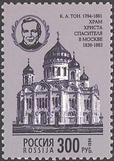 К. А. ТОН. 1794-1881
ХРАМ
ХРИСТА
СПАСИТЕЛЯ
В МОСКВЕ
1839-1883
РОССИЯ
ROSSIJA
300
РУБ.